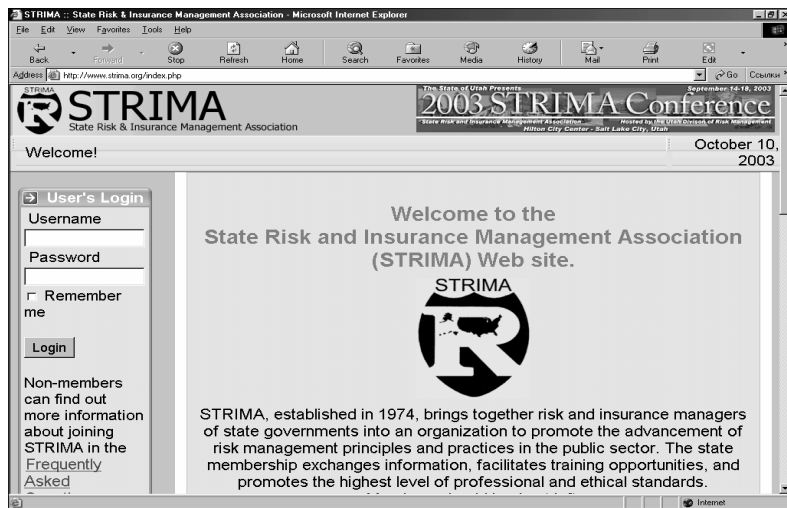 STRIMA :: State Risk & Insurance Management Association - Microsoft Internet Explorer
File Edit View Favorites Tools Help
Back Forward Stop Refresh Home Search Favorites Media History Mail Print Edit
Address http://www.strima.org/index.php Go Ссылки
STRIMA
STRIMA
State Risk & Insurance Management Association
The State of Utah Presents September 14-18, 2003
2003 STRIMA Conference
State Risk and Insurance Management Association Hosted by the Utah Division of Risk Management
Hilton City Center - Salt Lake City, Utah
Welcome!
October 10,
2003
User's Login
Username
Password
Remember
me
Login
Non-members
can find out
more information
about joining
STRIMA in the
Frequently
Asked
Welcome to the
State Risk and Insurance Management Association
(STRIMA) Web site.
STRIMA
R
STRIMA, established in 1974, brings together risk and insurance managers
of state governments into an organization to promote the advancement of
risk management principles and practices in the public sector. The state
membership exchanges information, facilitates training opportunities, and
promotes the highest level of professional and ethical standards.
Internet